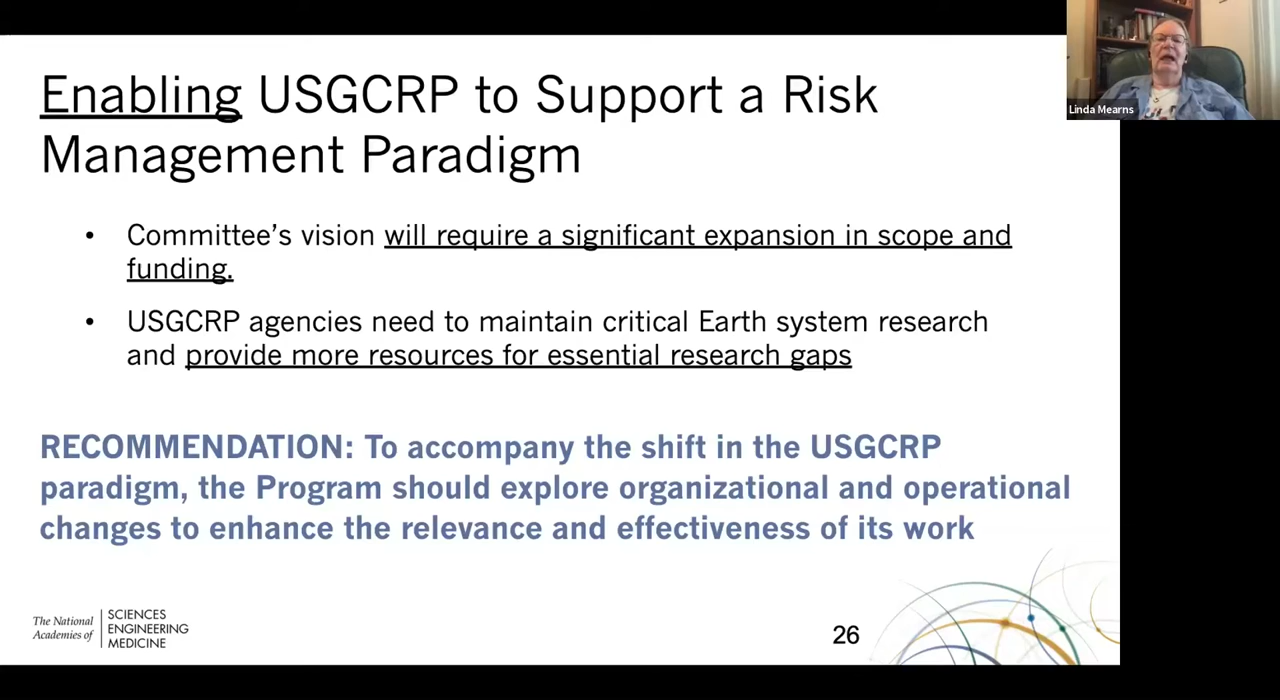 Enabling USGCRP to Support a Risk
Management Paradigm
Linda Mearns
• Committee’s vision will require a significant expansion in scope and
funding.
• USGCRP agencies need to maintain critical Earth system research
and provide more resources for essential research gaps
RECOMMENDATION: To accompany the shift in the USGCRP
paradigm, the Program should explore organizational and operational
changes to enhance the relevance and effectiveness of its work
The National
Academies of
SCIENCES
ENGINEERING
MEDICINE
26